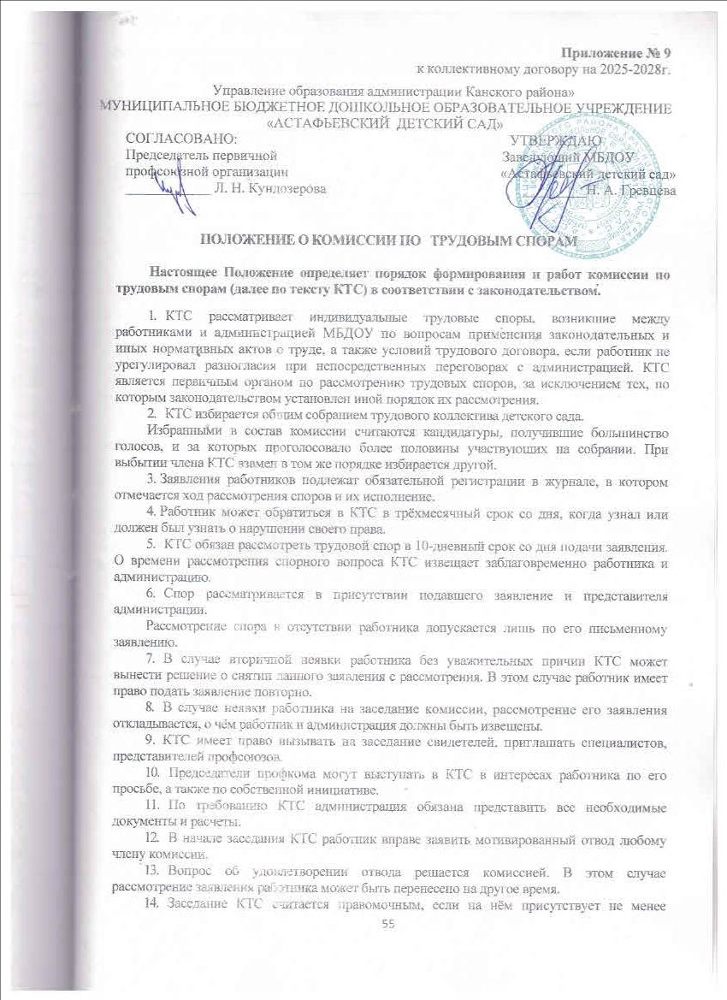 Приложение № 9
к коллективному договору на 2025-2028г.
Управление образования администрации Канского района»
МУНИЦИПАЛЬНОЕ БЮДЖЕТНОЕ ДОШКОЛЬНОЕ ОБРАЗОВАТЕЛЬНОЕ УЧРЕЖДЕНИЕ
«АСТАФЬЕВСКИЙ ДЕТСКИЙ САД»
СОГЛАСОВАНО: УТВЕРЖДАЮ
Председатель первичной Заведующий МБДОУ
профсоюзной организации «Астафьевский детский сад»
____________ Л. Н. Кундозерова ____________Н. А. Гревцева
ПОЛОЖЕНИЕ О КОМИССИИ ПО ТРУДОВЫМ СПОРАМ
Настоящее Положение определяет порядок формирования и работ комиссии по
трудовым спорам (далее по тексту КТС) в соответствии с законодательством.
1. КТС рассматривает индивидуальные трудовые споры, возникшие между
работниками и администрацией МБДОУ по вопросам применения законодательных и
иных нормативных актов о труде, а также условий трудового договора, если работник не
урегулировал разногласия при непосредственных переговорах с администрацией. КТС
является первичным органом по рассмотрению трудовых споров, за исключением тех, по
которым законодательством установлен иной порядок их рассмотрения.
2. КТС избирается общим собранием трудового коллектива детского сада.
Избранными в состав комиссии считаются кандидатуры, получившие большинство
голосов, и за которых проголосовало более половины участвующих на собрании. При
выбытии члена КТС взамен в том же порядке избирается другой.
3. Заявления работников подлежат обязательной регистрации в журнале, в котором
отмечается ход рассмотрения споров и их исполнение.
4. Работник может обратиться в КТС в трёхмесячный срок со дня, когда узнал или
должен был узнать о нарушении своего права.
5. КТС обязан рассмотреть трудовой спор в 10-дневный срок со дня подачи заявления.
О времени рассмотрения спорного вопроса КТС извещает заблаговременно работника и
администрацию.
6. Спор рассматривается в присутствии подавшего заявление и представителя
администрации.
Рассмотрение спора в отсутствии работника допускается лишь по его письменному
заявлению.
7. В случае вторичной неявки работника без уважительных причин КТС может
вынести решение о снятии данного заявления с рассмотрения. В этом случае работник имеет
право подать заявление повторно.
8. В случае неявки работника на заседание комиссии, рассмотрение его заявления
откладывается, о чём работник и администрация должны быть извещены.
9. КТС имеет право вызывать на заседание свидетелей, приглашать специалистов,
представителей профсоюзов.
10. Председатели профкома могут выступать в КТС в интересах работника по его
просьбе, а также по собственной инициативе.
11. По требованию КТС администрация обязана представить все необходимые
документы и расчеты.
12. В начале заседания КТС работник вправе заявить мотивированный отвод любому
члену комиссии.
13. Вопрос об удовлетворении отвода решается комиссией. В этом случае
рассмотрение заявления работника может быть перенесено на другое время.
14. Заседание КТС считается правомочным, если на нём присутствует не менее
55